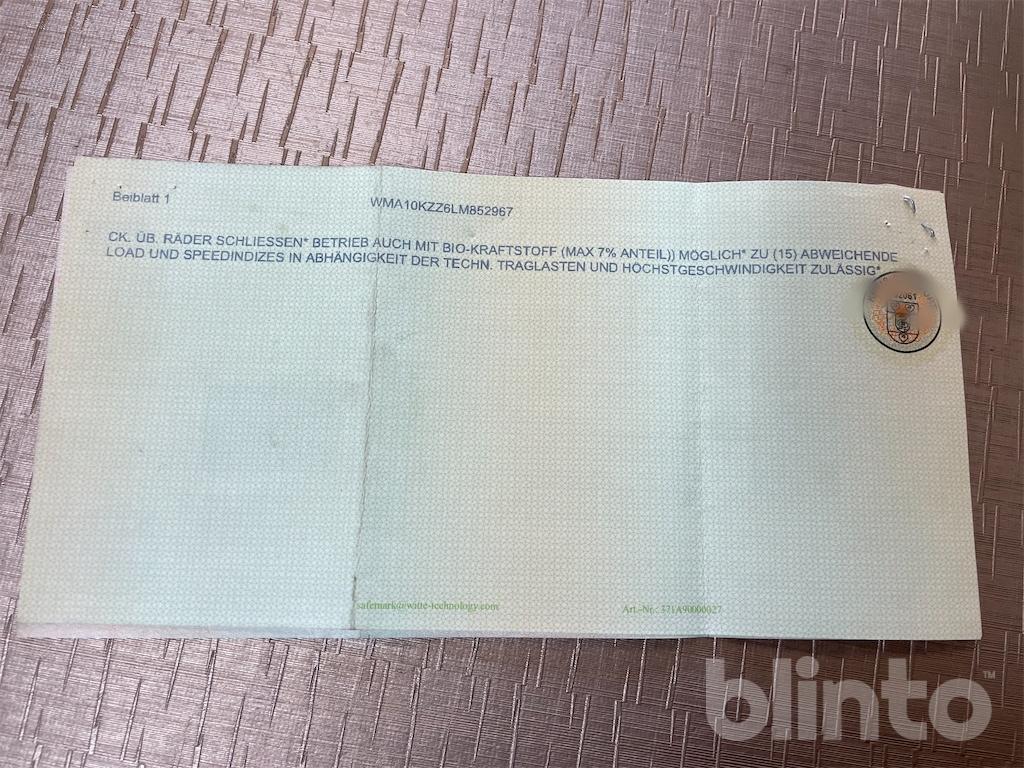 Beiblatt 1
WMA10KZZ6LM852967
CK. ÜB. RÄDER SCHLIESSEN* BETRIEB AUCH MIT BIO-KRAFTSTOFF (MAX 7% ANTEIL)) MÖGLICH* ZU (15) ABWEICHENDE
LOAD UND SPEEDINDIZES IN ABHÄNGIGKEIT DER TECHN. TRAGLASTEN UND HÖCHSTGESCHWINDIGKEIT ZULÄSSIG*
safemark@witte-technology.com
Art.-Nr.: 371A90000027
blinto™